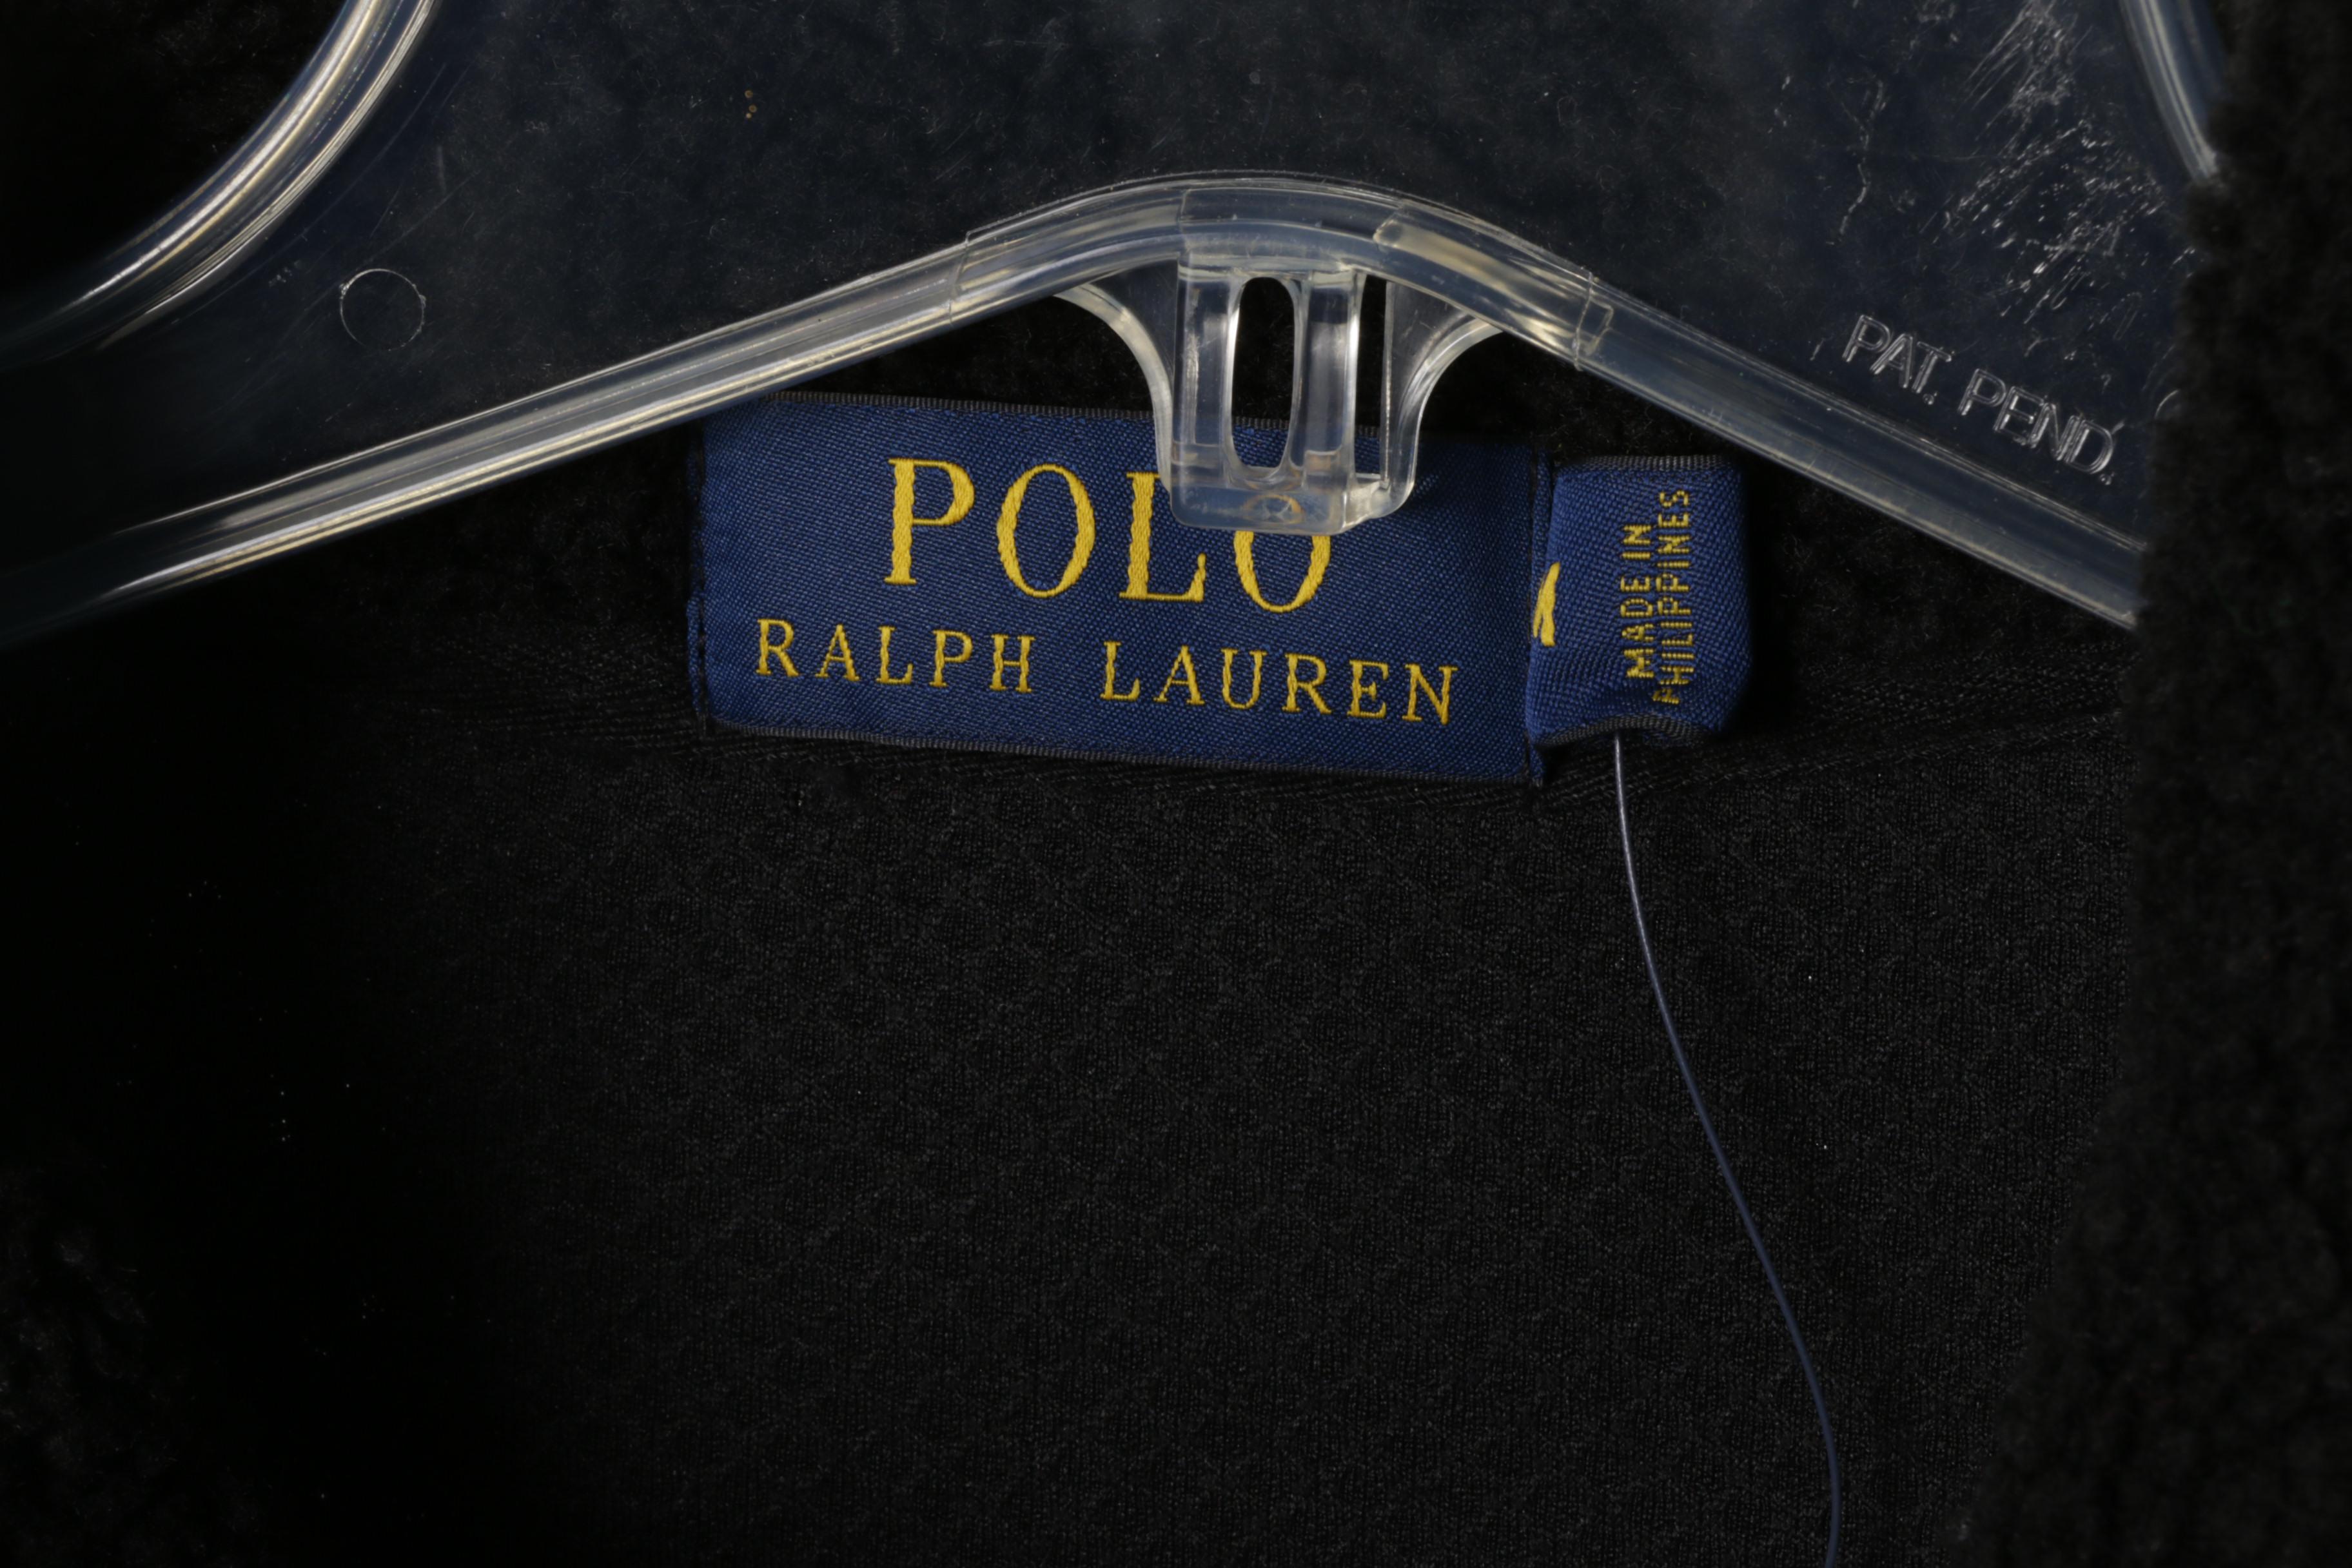 PAT. PEND.
POLO
RALPH LAUREN
MADE IN
PHILIPPINES